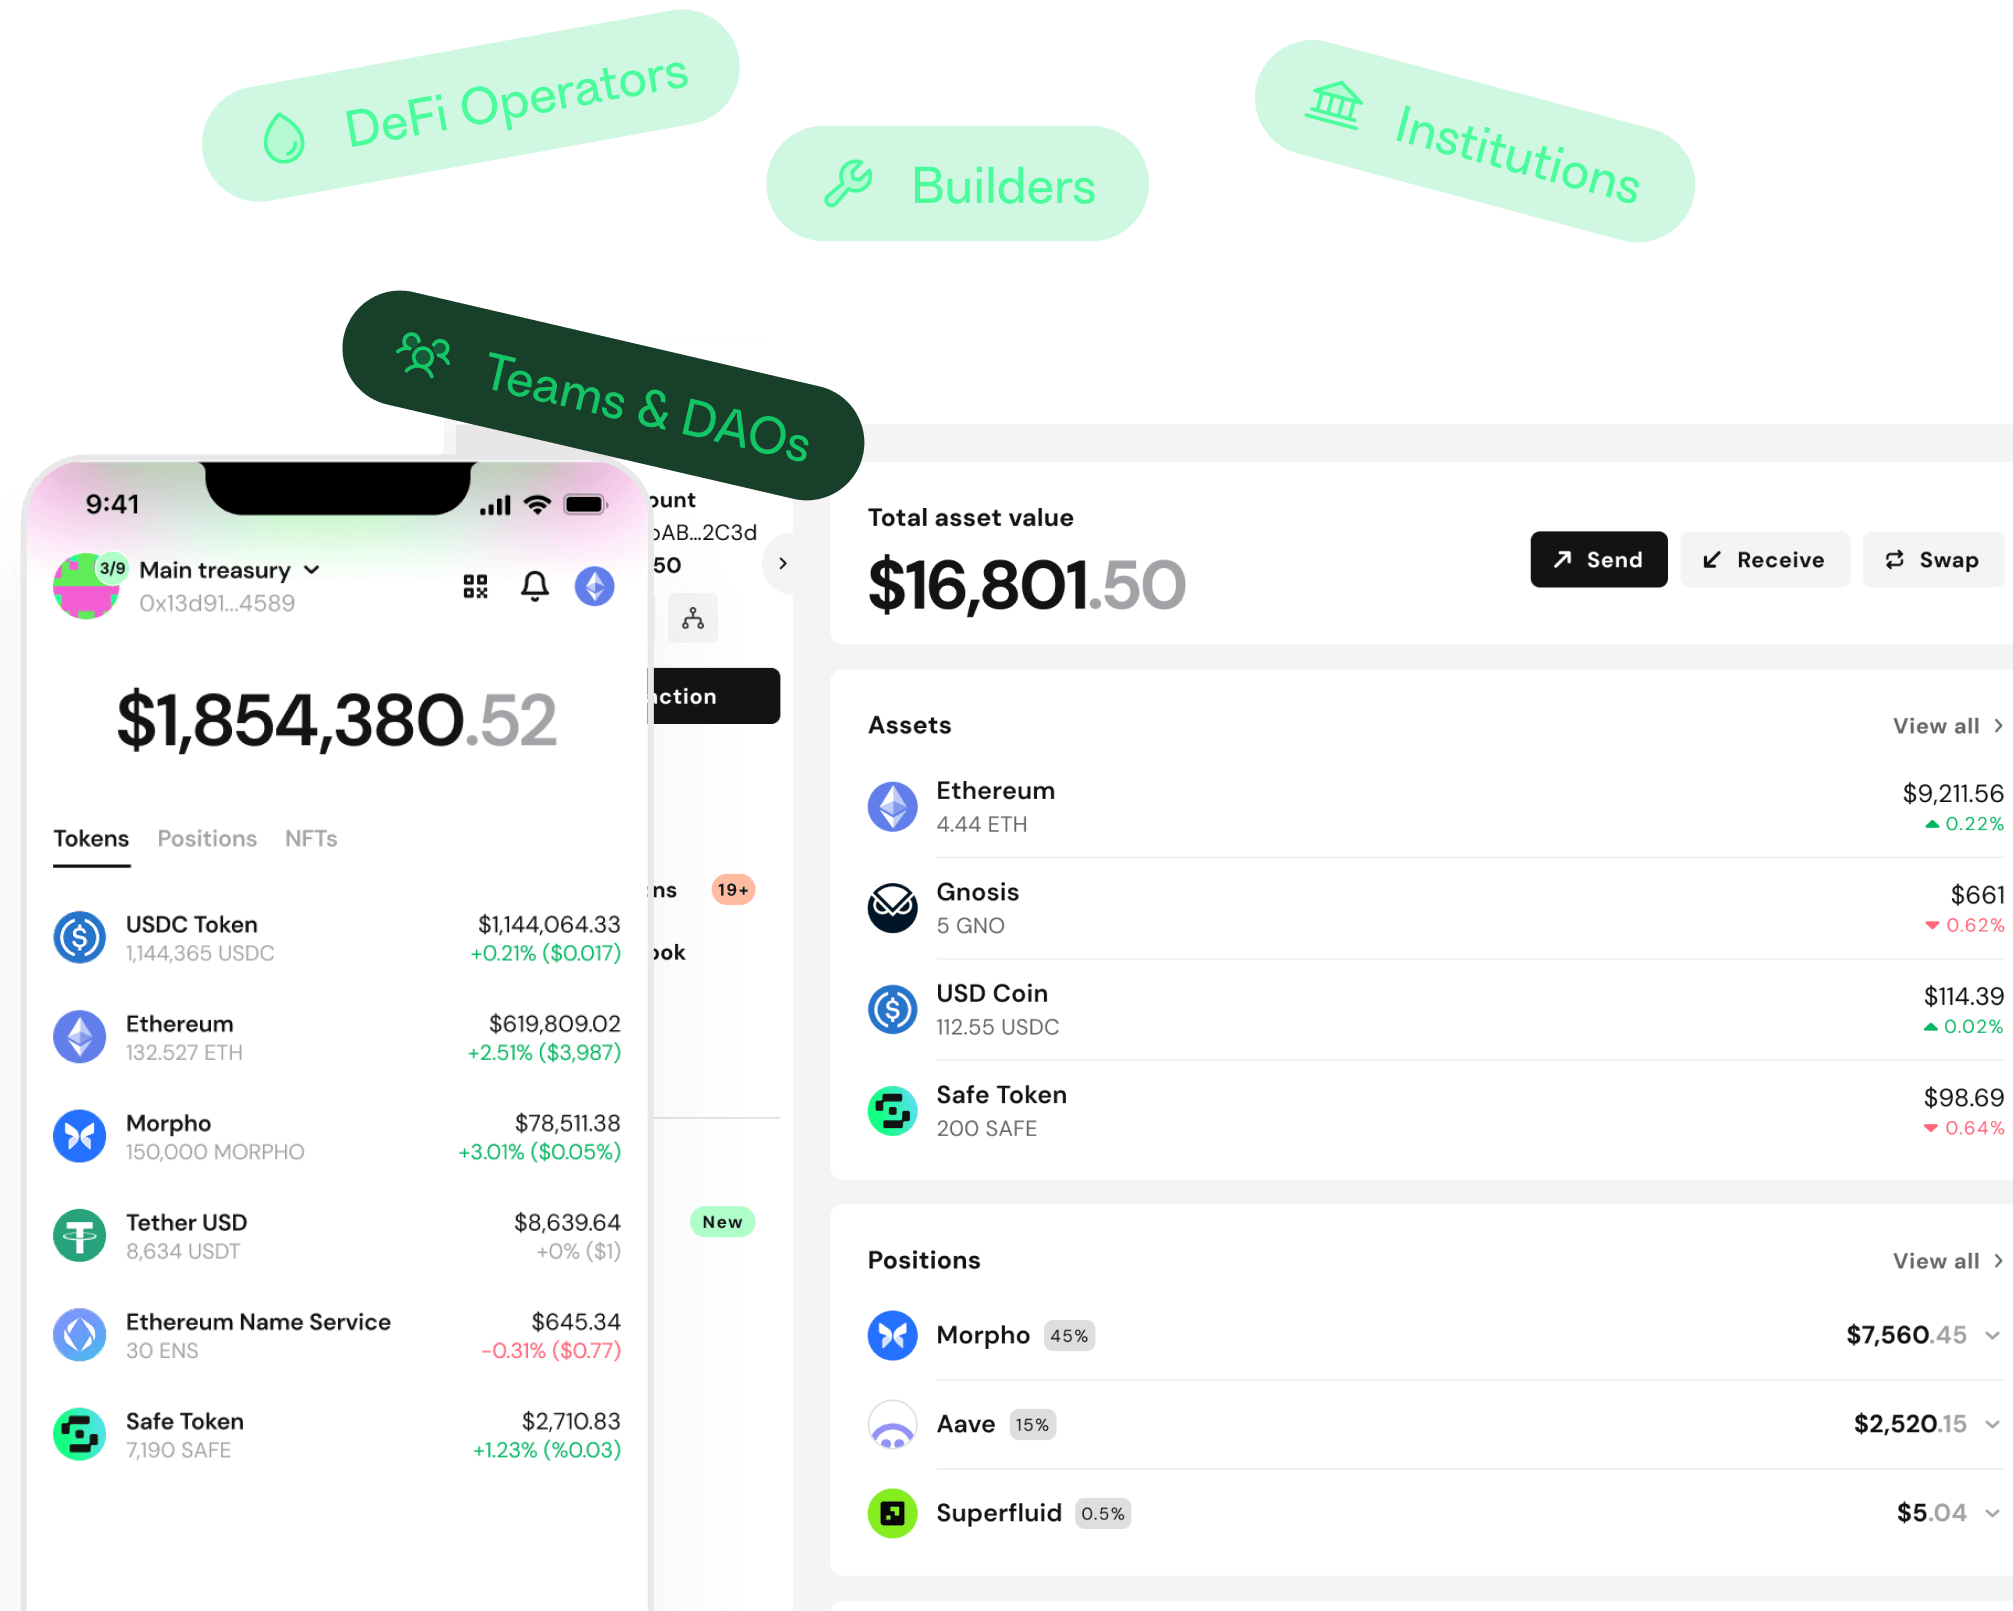 DeFi Operators
Builders
Institutions
Teams & DAOs
9:41
3/9
Main treasury
0x13d91...4589
$1,854,380.52
Tokens Positions NFTs
USDC Token $1,144,064.33
1,144,365 USDC +0.21% ($0.017)
Ethereum $619,809.02
132.527 ETH +2.51% ($3,987)
Morpho $78,511.38
150,000 MORPHO +3.01% ($0.05%)
Tether USD $8,639.64
8,634 USDT +0% ($1)
Ethereum Name Service $645.34
30 ENS −0.31% ($0.77)
Safe Token $2,710.83
7,190 SAFE +1.23% (%0.03)
AB...2C3d
50
19+
New
Total asset value
$16,801.50
Send Receive Swap
Assets View all
Ethereum $9,211.56
4.44 ETH 0.22%
Gnosis $661
5 GNO 0.62%
USD Coin $114.39
112.55 USDC 0.02%
Safe Token $98.69
200 SAFE 0.64%
Positions View all
Morpho 45% $7,560.45
Aave 15% $2,520.15
Superfluid 0.5% $5.04